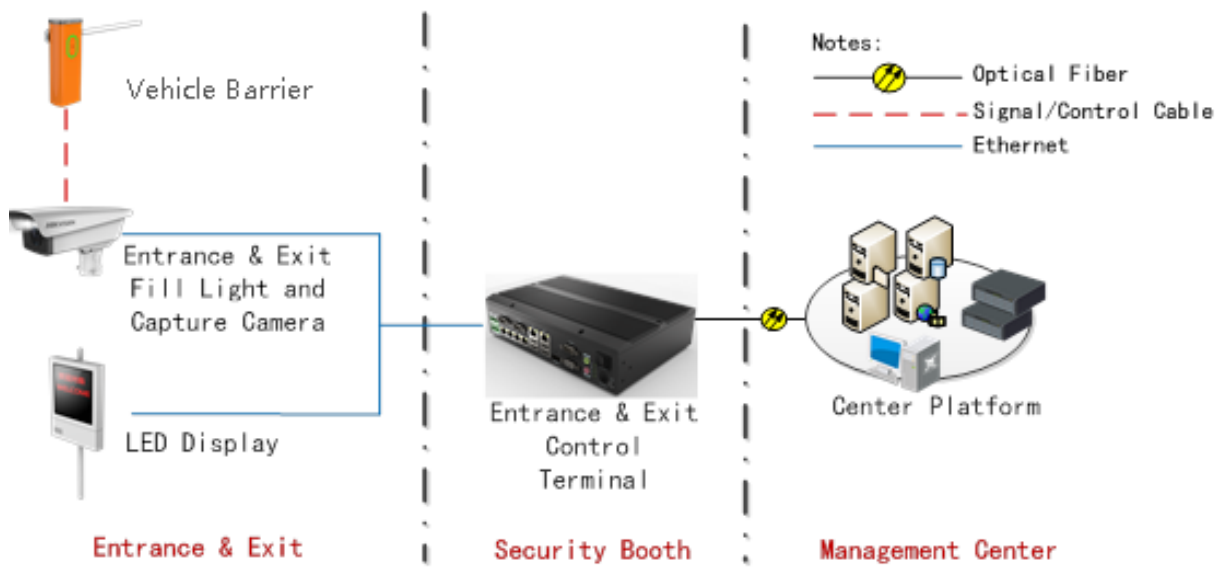 Vehicle Barrier
Entrance & Exit
Fill Light and
Capture Camera
LED Display
Entrance & Exit
Entrance & Exit
Control
Terminal
Security Booth
Notes:
Optical Fiber
Signal/Control Cable
Ethernet
Center Platform
Management Center